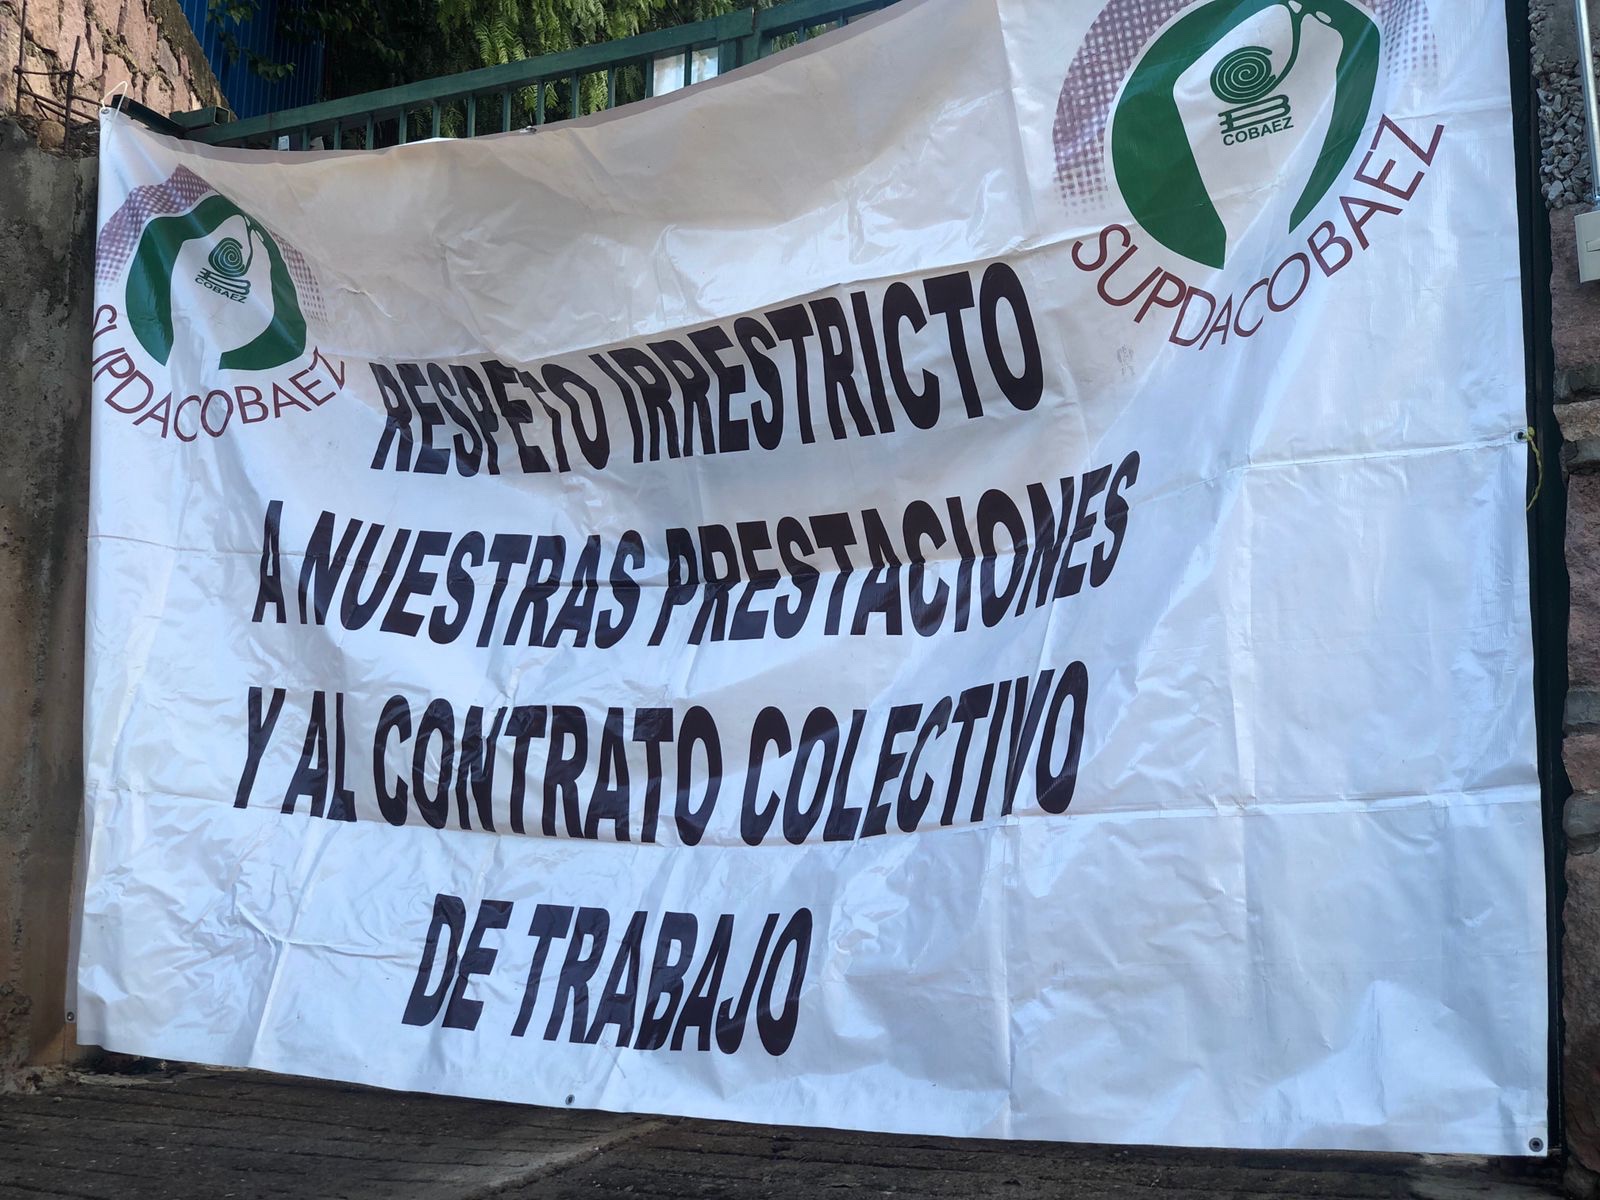 COBAEZ
SUPDACOBAEZ
COBAEZ
SUPDACOBAEZ
RESPETO IRRESTRICTO
A NUESTRAS PRESTACIONES
Y AL CONTRATO COLECTIVO
DE TRABAJO